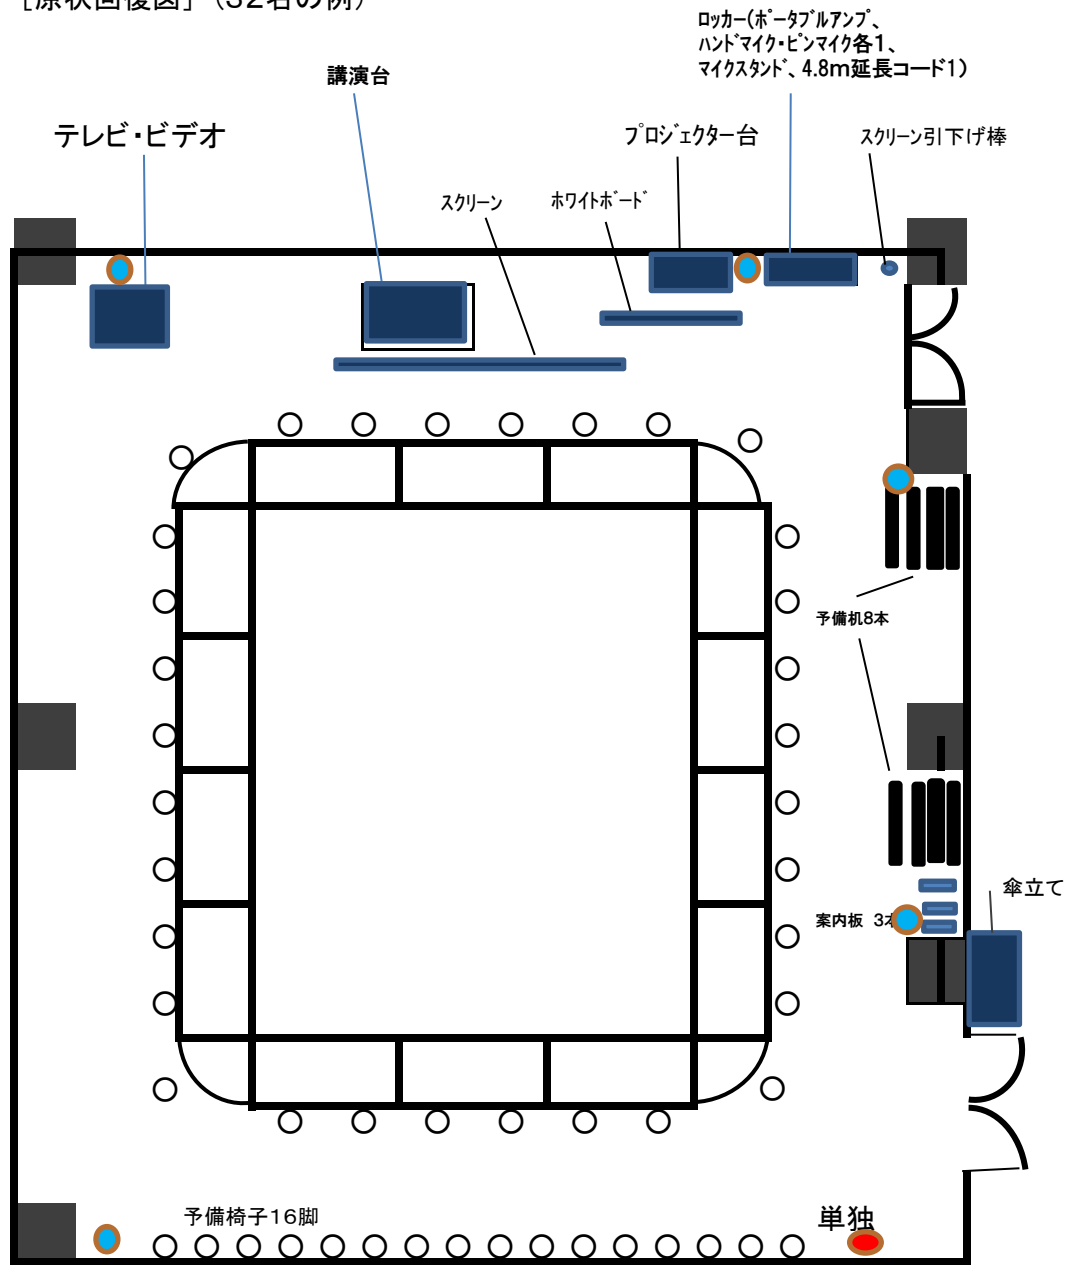 ［原状回復図］（３２名の例）
ﾛｯｶｰ(ﾎﾟｰﾀﾌﾞﾙｱﾝﾌﾟ、
ﾊﾝﾄﾞﾏｲｸ・ﾋﾟﾝﾏｲｸ各1、
ﾏｲｸｽﾀﾝﾄﾞ、4.8m延長コード1)
講演台
テレビ・ビデオ
ﾌﾟﾛｼﾞｪｸﾀｰ台
ｽｸﾘｰﾝ引下げ棒
ｽｸﾘｰﾝ
ﾎﾜｲﾄﾎﾞｰﾄﾞ
予備机8本
傘立て
案内板 3本
予備椅子16脚
単独